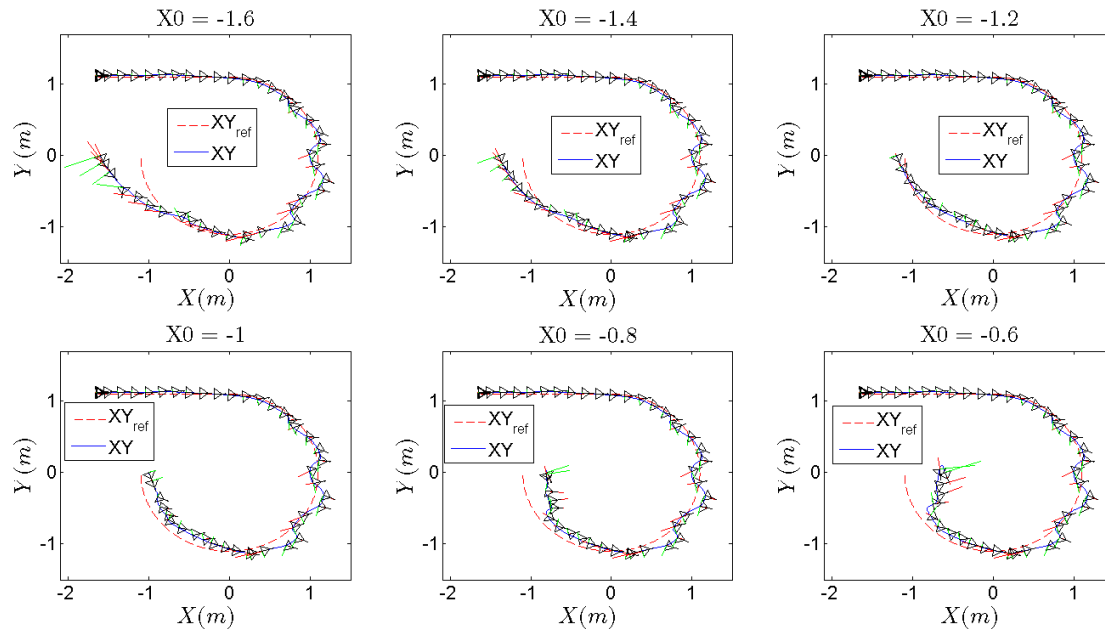 X0 = -1.6
X0 = -1.4
X0 = -1.2
Y (m)
1
0
-1
XY_ref
XY
-2 -1 0 1
X(m)
Y (m)
1
0
-1
XY_ref
XY
-2 -1 0 1
X(m)
Y (m)
1
0
-1
XY_ref
XY
-2 -1 0 1
X(m)
X0 = -1
X0 = -0.8
X0 = -0.6
Y (m)
1
0
-1
XY_ref
XY
-2 -1 0 1
X(m)
Y (m)
1
0
-1
XY_ref
XY
-2 -1 0 1
X(m)
Y (m)
1
0
-1
XY_ref
XY
-2 -1 0 1
X(m)